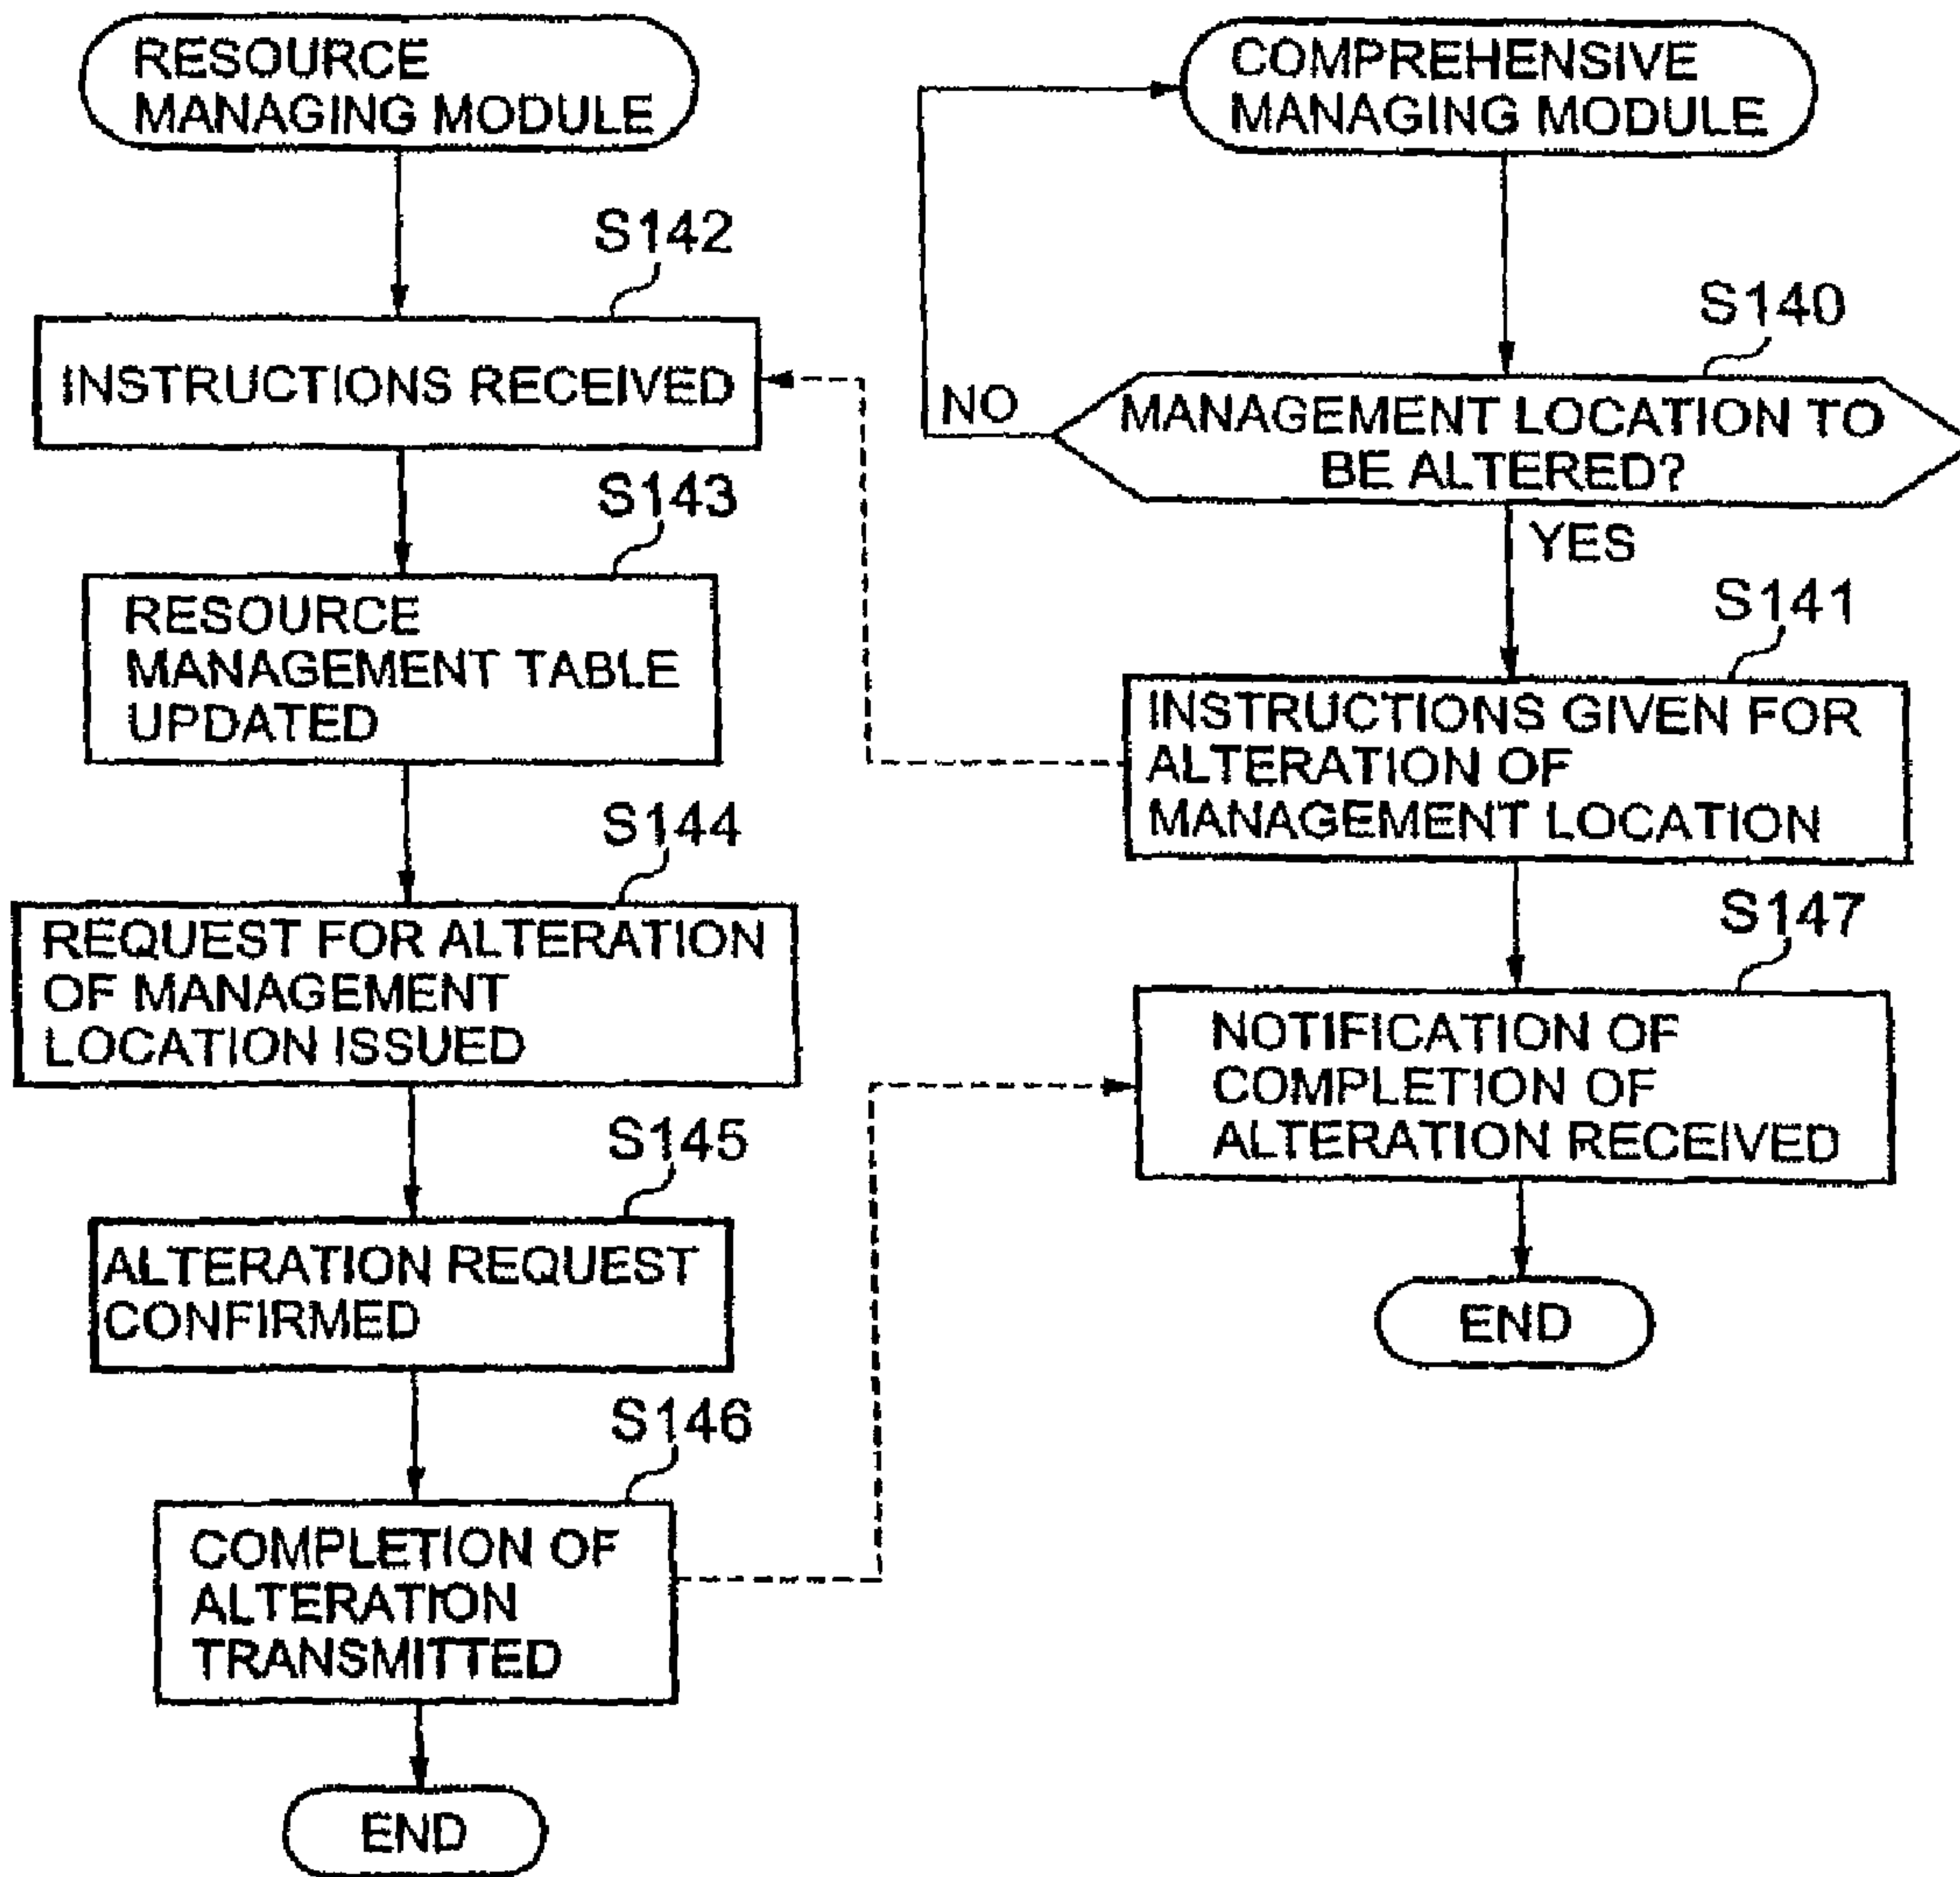 RESOURCE
MANAGING MODULE
S142
INSTRUCTIONS RECEIVED
S143
RESOURCE
MANAGEMENT TABLE
UPDATED
S144
REQUEST FOR ALTERATION
OF MANAGEMENT
LOCATION ISSUED
S145
ALTERATION REQUEST
CONFIRMED
S146
COMPLETION OF
ALTERATION
TRANSMITTED
END
COMPREHENSIVE
MANAGING MODULE
S140
NO
MANAGEMENT LOCATION TO
BE ALTERED?
YES
S141
INSTRUCTIONS GIVEN FOR
ALTERATION OF
MANAGEMENT LOCATION
S147
NOTIFICATION OF
COMPLETION OF
ALTERATION RECEIVED
END